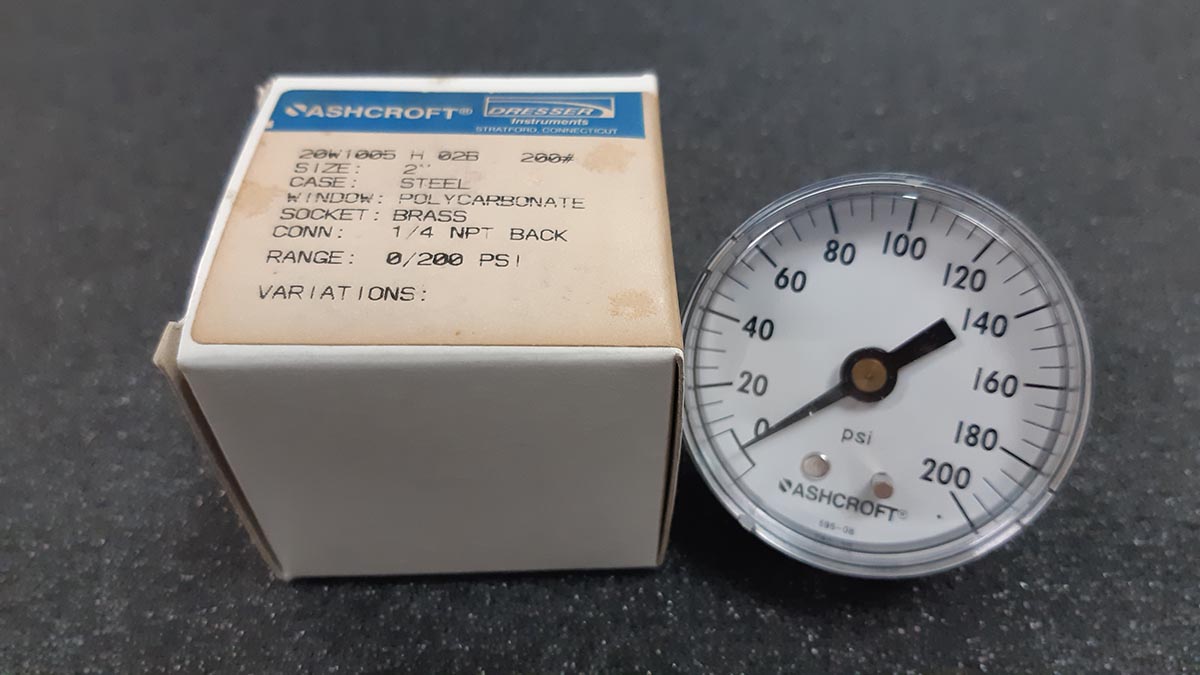 ASHCROFT®
DRESSER
Instruments
STRATFORD, CONNECTICUT
20W1005 H 02B 200#
SIZE: 2"
CASE: STEEL
WINDOW: POLYCARBONATE
SOCKET: BRASS
CONN: 1/4 NPT BACK
RANGE: 0/200 PSI
VARIATIONS:
0
20
40
60
80
100
120
140
160
180
200
psi
ASHCROFT®